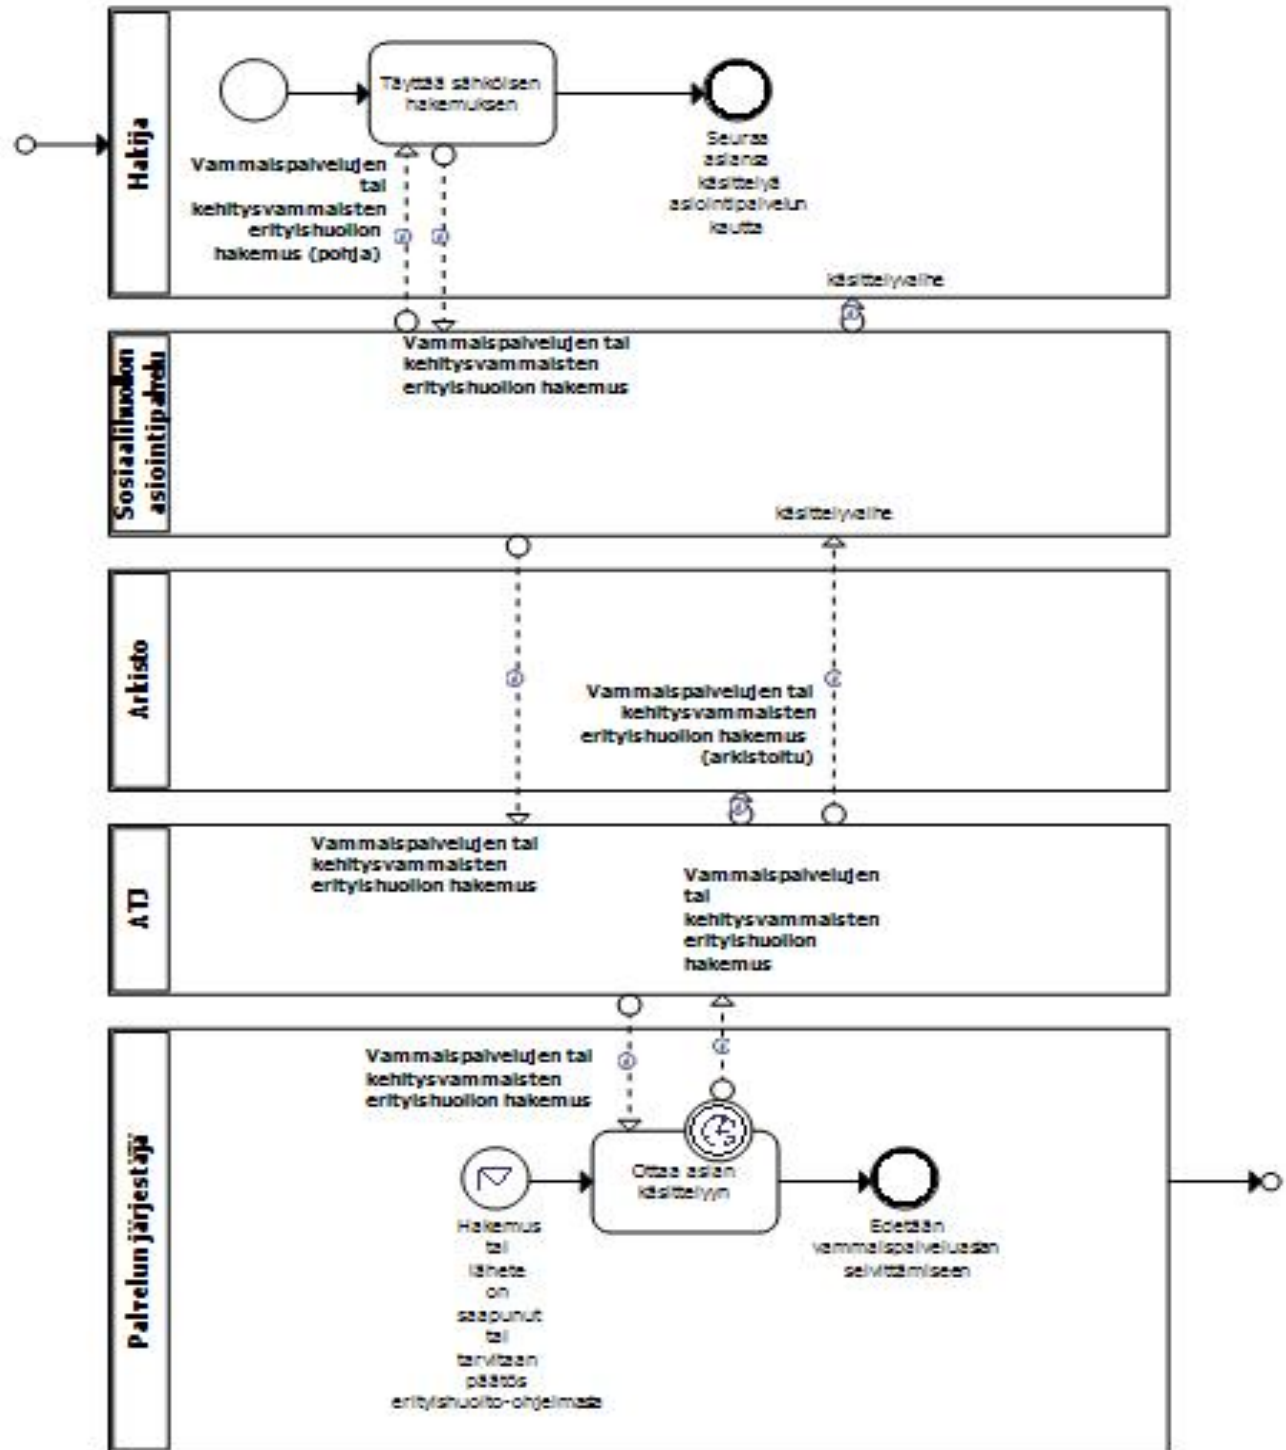 Hakija
Täyttää sähköisen
hakemuksen
Seuraa
asiansa
käsittelyä
asiointipalvelun
kautta
Vammaispalvelujen
tai
kehitysvammaisten
erityishuollon
hakemus (pohja)
käsittelyvaihe
Sosiaalihuollon
asiointipalvelu
Vammaispalvelujen tai
kehitysvammaisten
erityishuollon hakemus
käsittelyvaihe
Arkisto
Vammaispalvelujen tai
kehitysvammaisten
erityishuollon hakemus
(arkistoitu)
ATJ
Vammaispalvelujen tai
kehitysvammaisten
erityishuollon hakemus
Vammaispalvelujen
tai
kehitysvammaisten
erityishuollon
hakemus
Palvelunjärjestäjä
Vammaispalvelujen tai
kehitysvammaisten
erityishuollon hakemus
Ottaa asian
käsittelyyn
Hakemus
tai
lähete
on
saapunut
tai
tarvitaan
päätös
erityishuolto-ohjelmasta
Edetään
vammaispalveluasian
selvittämiseen